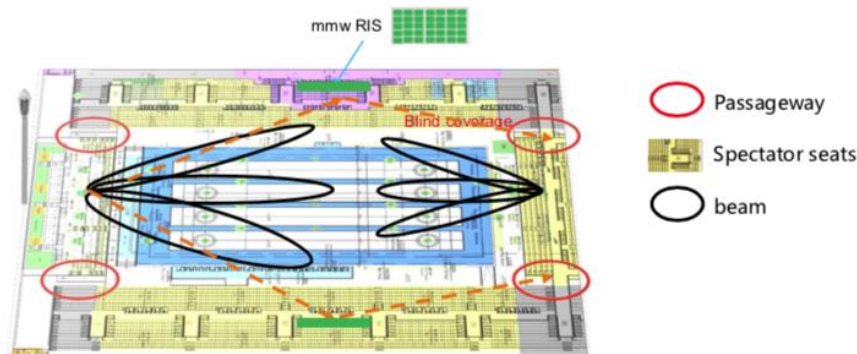 mmw RIS
Blind coverage
Passageway
Spectator seats
beam